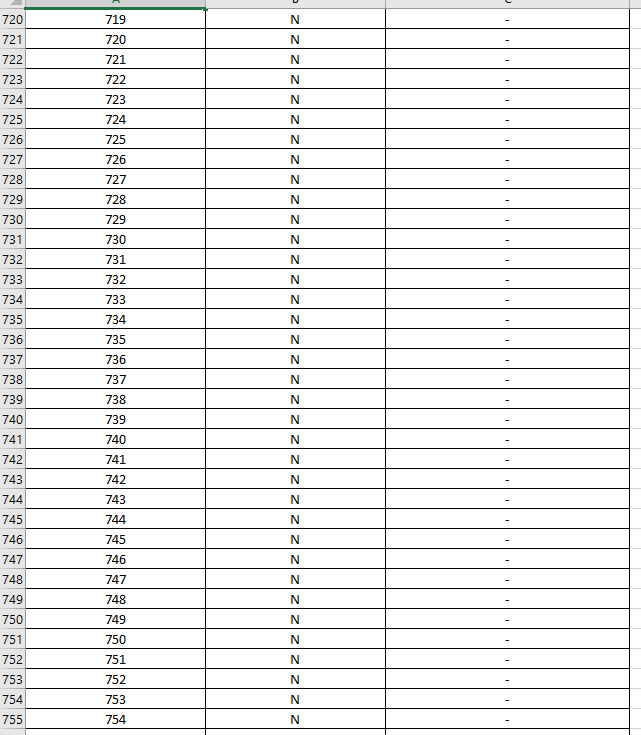 A B C
720 719 N -
721 720 N -
722 721 N -
723 722 N -
724 723 N -
725 724 N -
726 725 N -
727 726 N -
728 727 N -
729 728 N -
730 729 N -
731 730 N -
732 731 N -
733 732 N -
734 733 N -
735 734 N -
736 735 N -
737 736 N -
738 737 N -
739 738 N -
740 739 N -
741 740 N -
742 741 N -
743 742 N -
744 743 N -
745 744 N -
746 745 N -
747 746 N -
748 747 N -
749 748 N -
750 749 N -
751 750 N -
752 751 N -
753 752 N -
754 753 N -
755 754 N -